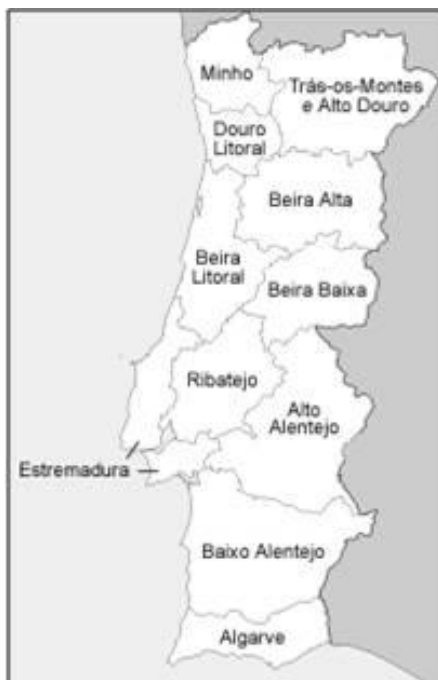 Minho
Trás-os-Montes
e Alto Douro
Douro
Litoral
Beira Alta
Beira
Litoral
Beira Baixa
Ribatejo
Alto
Alentejo
Estremadura
Baixo Alentejo
Algarve